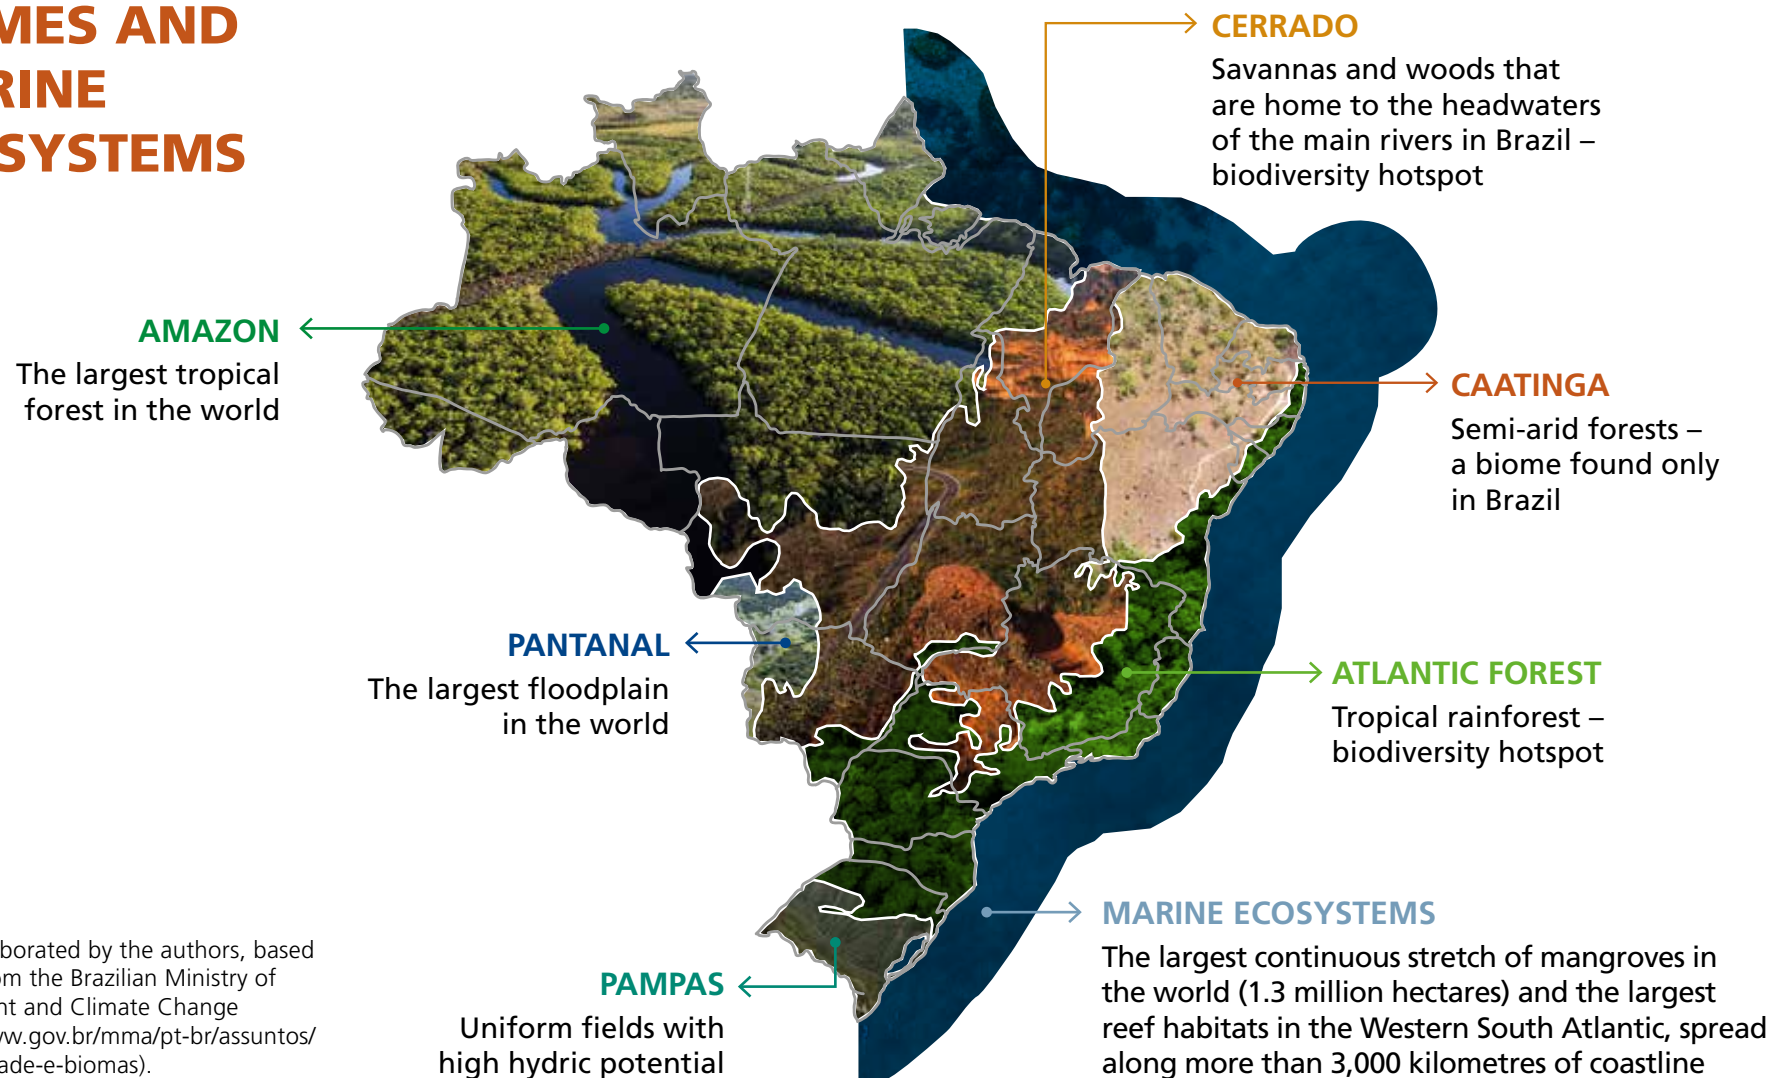 MES AND
RINE
SYSTEMS
CERRADO
Savannas and woods that
are home to the headwaters
of the main rivers in Brazil –
biodiversity hotspot
AMAZON
The largest tropical
forest in the world
CAATINGA
Semi-arid forests –
a biome found only
in Brazil
PANTANAL
The largest floodplain
in the world
ATLANTIC FOREST
Tropical rainforest –
biodiversity hotspot
MARINE ECOSYSTEMS
The largest continuous stretch of mangroves in
the world (1.3 million hectares) and the largest
reef habitats in the Western South Atlantic, spread
along more than 3,000 kilometres of coastline
PAMPAS
Uniform fields with
high hydric potential
borated by the authors, based
om the Brazilian Ministry of
nt and Climate Change
ww.gov.br/mma/pt-br/assuntos/
ade-e-biomas).